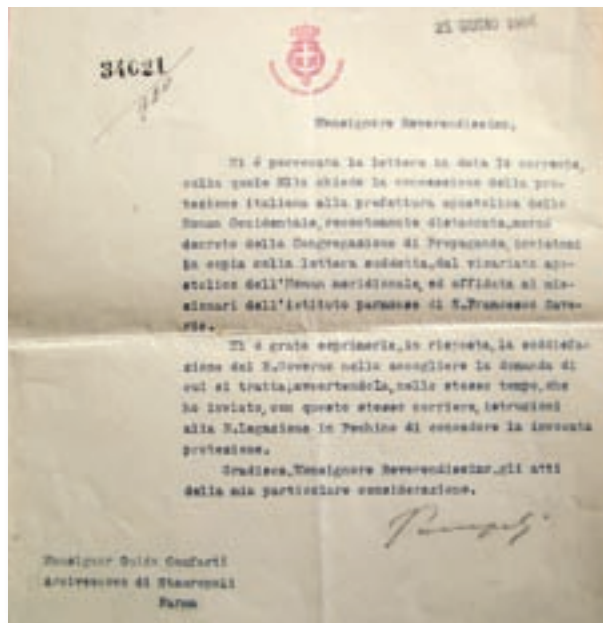 21 GIUGNO 1906
34021
Monsignore Reverendissimo,
Mi é pervenuta la lettera in data 14 corrente,
colla quale Ella chiede la concessione della pro-
tezione italiana alla prefettura apostolica dello
Honan Occidentale, recentemente distaccata, mercé
decreto della Congregazione di Propaganda, inviatomi
in copia colla lettera suddetta, dal vicariato apo-
stolico dell'Honan meridionale, ed affidata ai mis-
sionari dell'istituto parmense di S.Francesco Save-
rio.
Mi é grato esprimerle, in risposta, la soddisfa-
zione del R.Governo nello accogliere la domanda di
cui si tratta, avvertendola, nello stesso tempo, che
ho inviato, con questo stesso corriere, istruzioni
alla R.Legazione in Pechino di concedere la invocata
protezione.
Gradisca, Monsignore Reverendissimo, gli atti
della mia particolare considerazione.
Monsignor Guido Conforti
Arcivescovo di Stauropoli
Parma